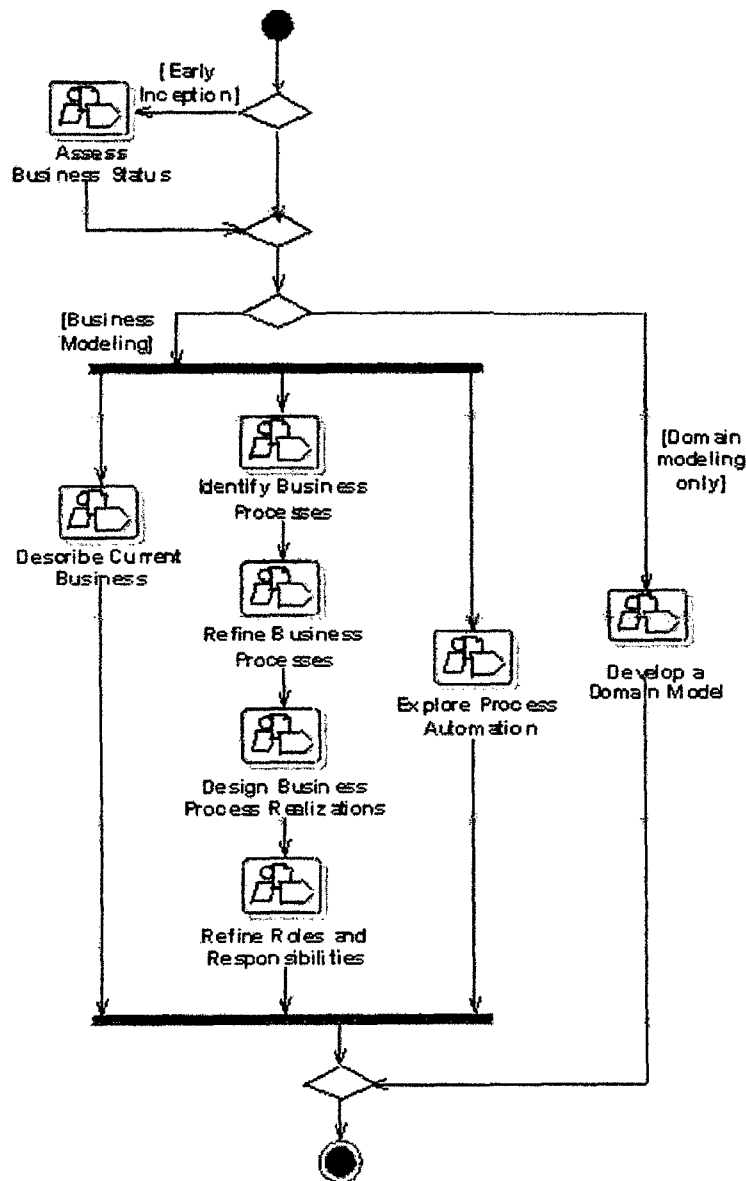 [Early
Inception]
Assess
Business Status
[Business
Modeling]
[Domain
modeling
only]
Identify Business
Processes
Describe Current
Business
Refine Business
Processes
Explore Process
Automation
Develop a
Domain Model
Design Business
Process Realizations
Refine Roles and
Responsibilities